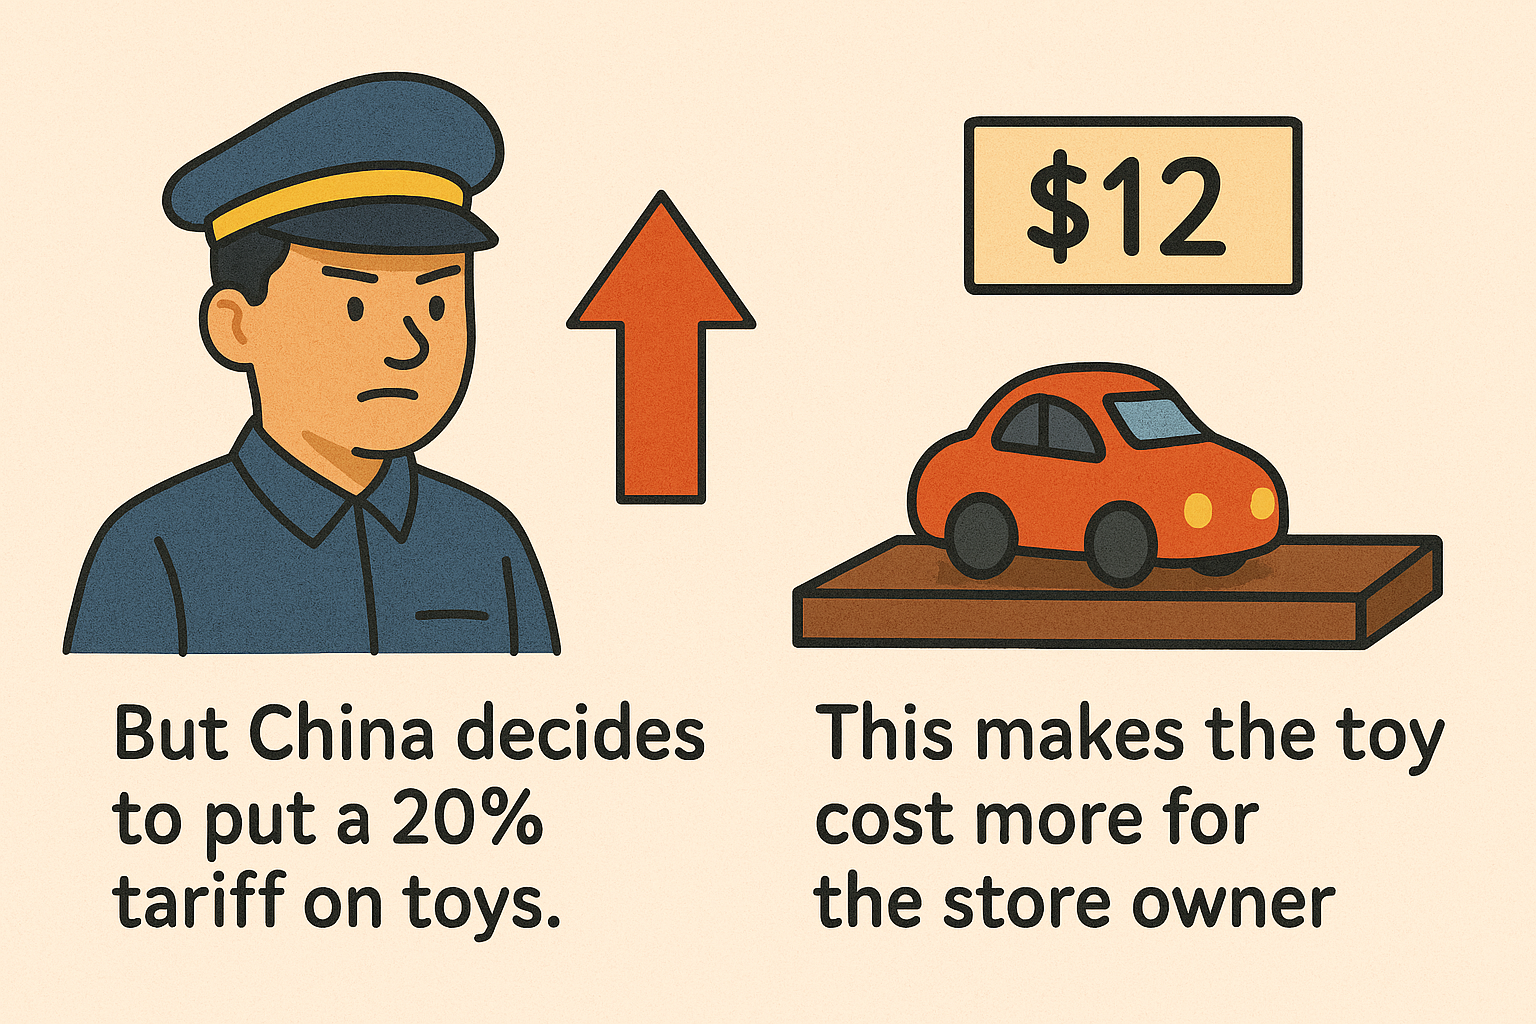 $12
But China decides
to put a 20%
tariff on toys.
This makes the toy
cost more for
the store owner